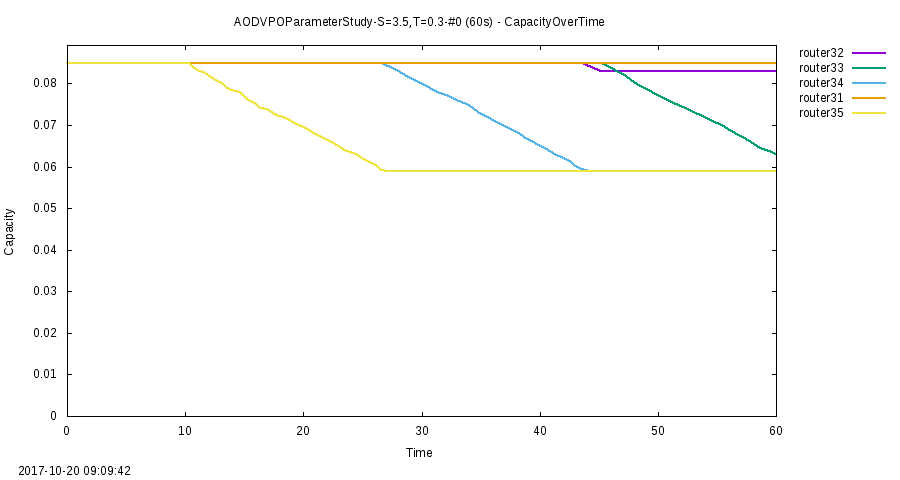 AODVPOParameterStudy-S=3.5,T=0.3-#0 (60s) - CapacityOverTime
router32
router33
router34
router31
router35
0.08
0.07
0.06
0.05
0.04
0.03
0.02
0.01
0
Capacity
0 10 20 30 40 50 60
Time
2017-10-20 09:09:42